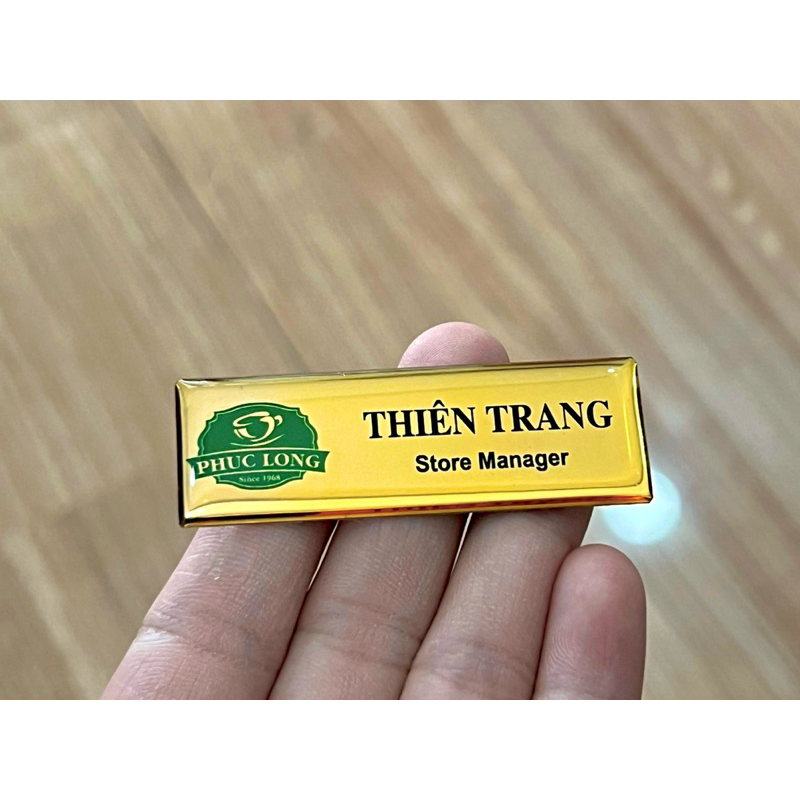 PHUC LONG
Since 1968
THIÊN TRANG
Store Manager